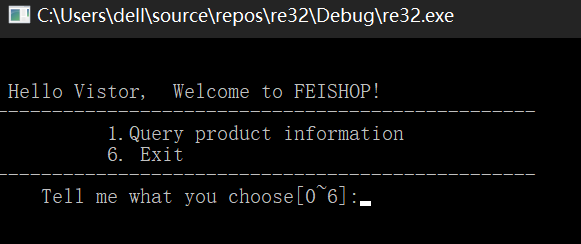 C:\Users\dell\source\repos\re32\Debug\re32.exe
Hello Vistor,  Welcome to FEISHOP!
--------------------------------------------------
1.Query product information
6. Exit
--------------------------------------------------
Tell me what you choose[0~6]: